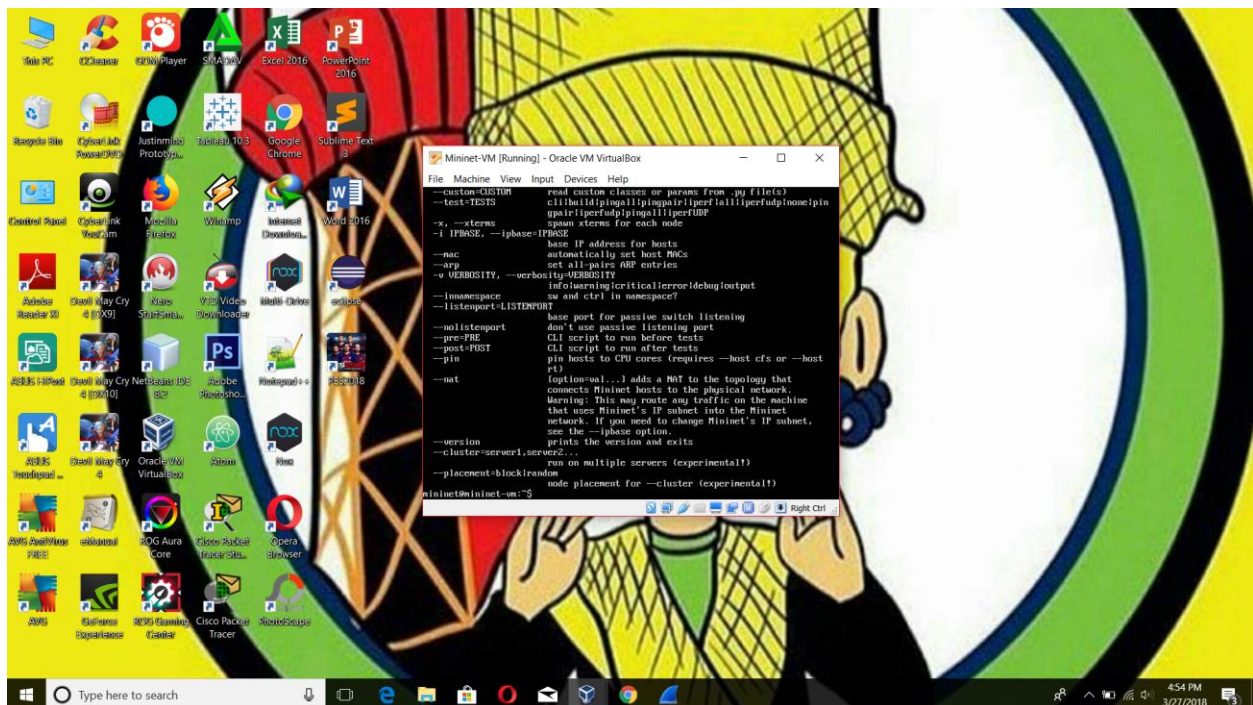 This PC
CCleaner
GOM Player
SMADAV
Excel 2016
PowerPoint 2016
Recycle Bin
CyberLink PowerDVD
Justinmind Prototyp...
Tableau 10.3
Google Chrome
Sublime Text 3
Control Panel
CyberLink YouCam
Mozilla Firefox
Winamp
Internet Downloa...
Word 2016
Adobe Reader XI
Devil May Cry 4 [DX9]
Nero StartSma...
YTD Video Downloader
Multi-Drive
eclipse
ASUS HiPost
Devil May Cry 4 [DX10]
NetBeans IDE 8.2
Adobe Photosho...
Notepad++
PES2018
ASUS Touchpad ...
Devil May Cry 4
Oracle VM VirtualBox
Atom
Nox
AVG AntiVirus FREE
eManual
ROG Aura Core
Cisco Packet Tracer Stu...
Opera Browser
AVG
GeForce Experience
ROG Gaming Center
Cisco Packet Tracer
PhotoScape
Mininet-VM [Running] - Oracle VM VirtualBox
File Machine View Input Devices Help
--custom=CUSTOM read custom classes or params from .py file(s)
--test=TESTS cli|build|pingall|pingpair|iperf|all|iperfudp|none|pin
gpair|iperfudp|pingall|iperfUDP
-x, --xterms spawn xterms for each node
-i IPBASE, --ipbase=IPBASE
base IP address for hosts
--mac automatically set host MACs
--arp set all-pairs ARP entries
-v VERBOSITY, --verbosity=VERBOSITY
info|warning|critical|error|debug|output
--innamespace sw and ctrl in namespace?
--listenport=LISTENPORT
base port for passive switch listening
--nolistenport don't use passive listening port
--pre=PRE CLI script to run before tests
--post=POST CLI script to run after tests
--pin pin hosts to CPU cores (requires --host cfs or --host
rt)
--nat [option=val...] adds a NAT to the topology that
connects Mininet hosts to the physical network.
Warning: This may route any traffic on the machine
that uses Mininet's IP subnet into the Mininet
network. If you need to change Mininet's IP subnet,
see the --ipbase option.
--version prints the version and exits
--cluster=server1,server2...
run on multiple servers (experimental!)
--placement=block|random
node placement for --cluster (experimental!)
mininet@mininet-vm:~$
Right Ctrl
Type here to search
4:54 PM
3/27/2018